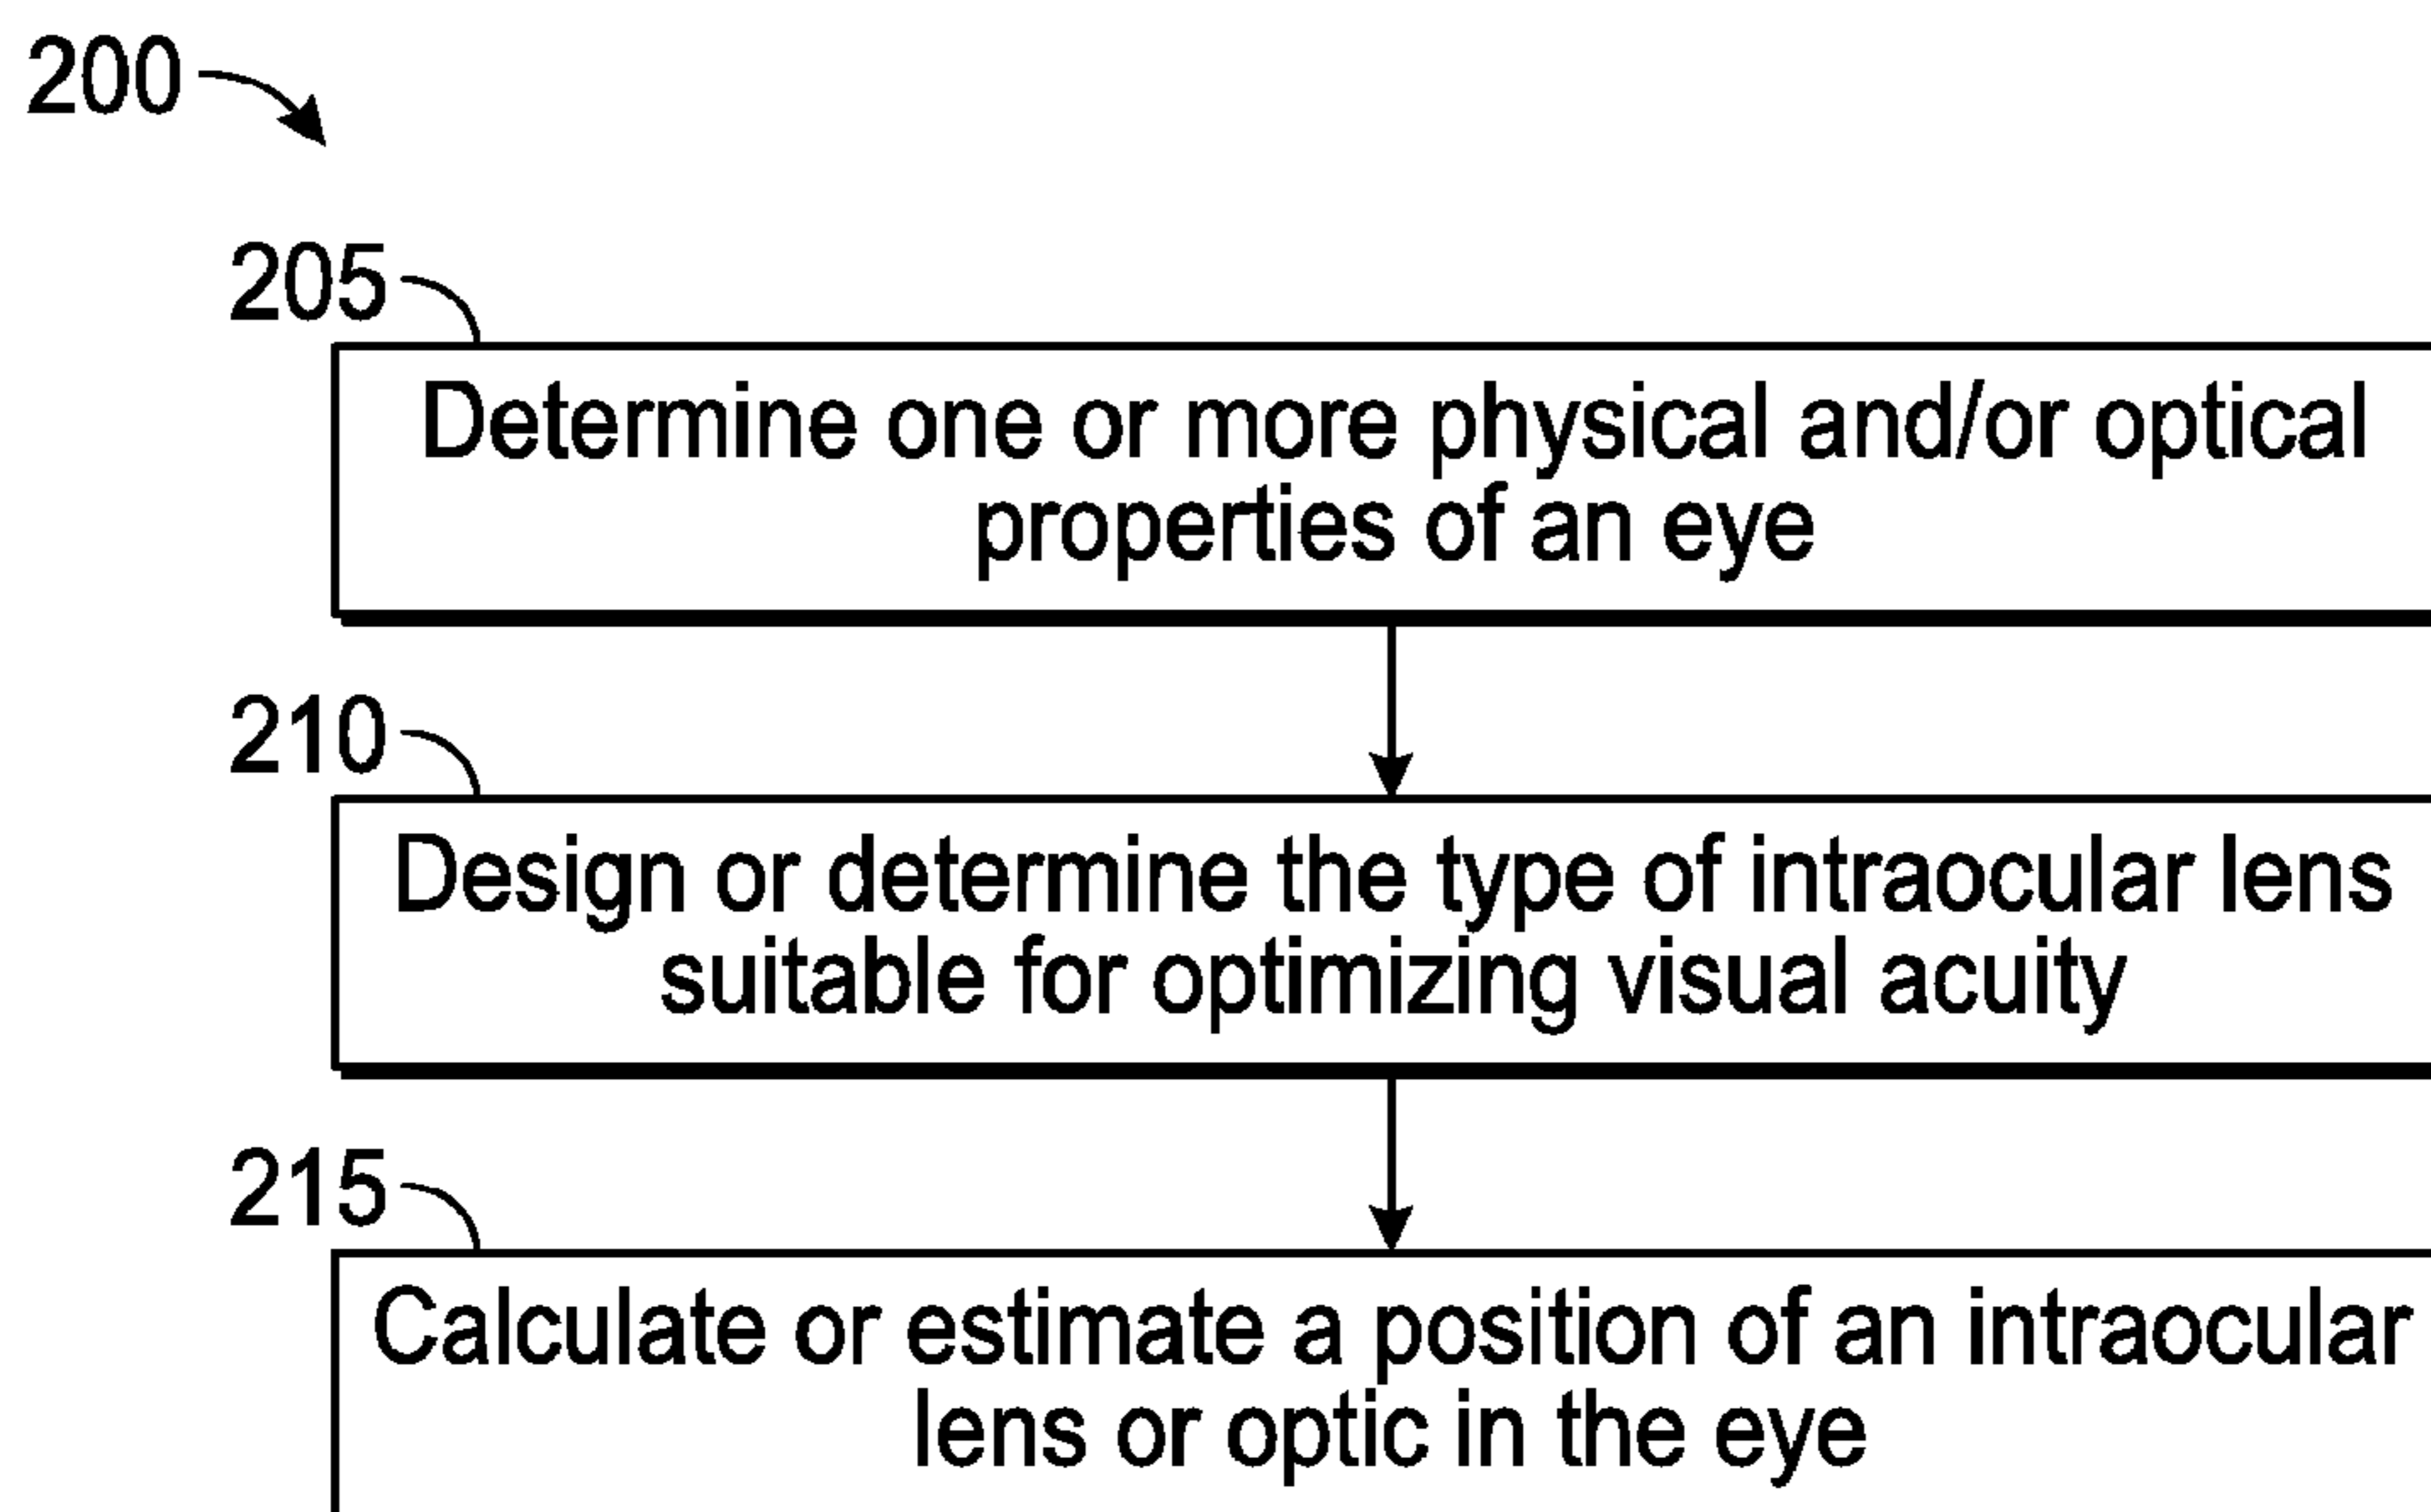 200
205
Determine one or more physical and/or optical
properties of an eye
210
Design or determine the type of intraocular lens
suitable for optimizing visual acuity
215
Calculate or estimate a position of an intraocular
lens or optic in the eye